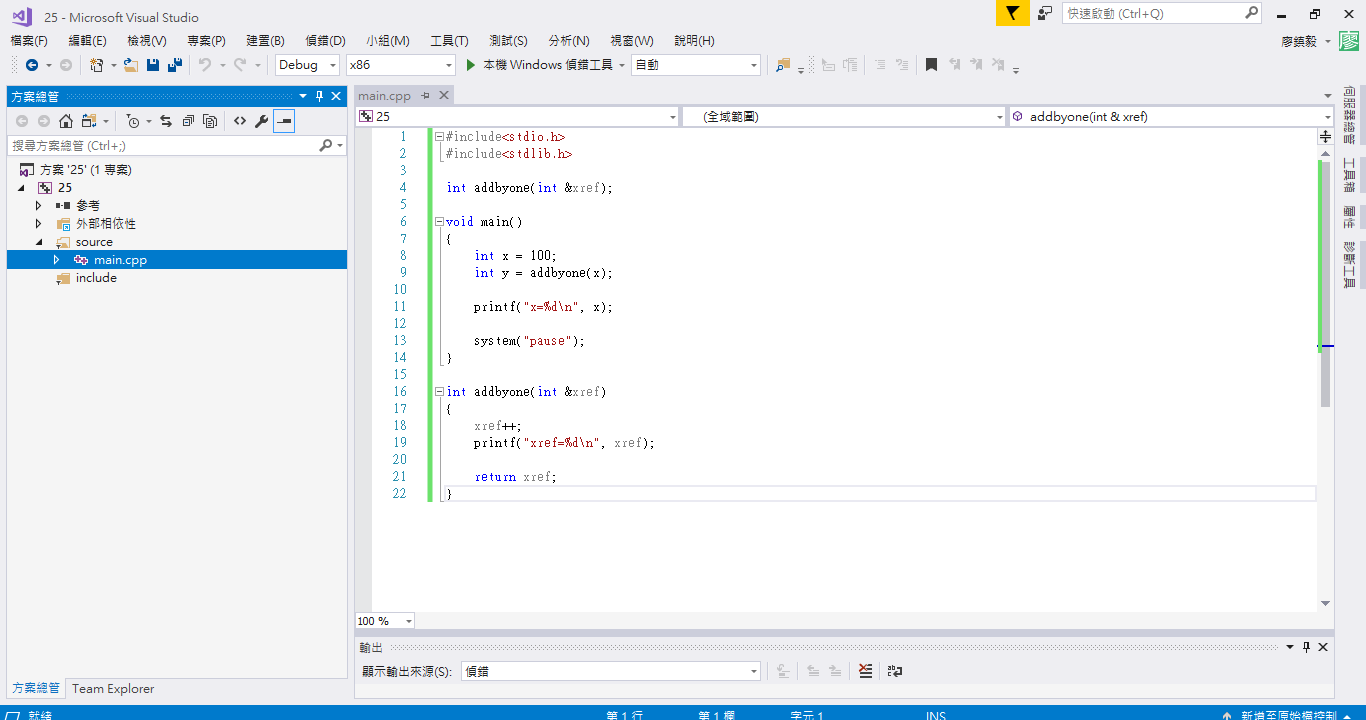 25 - Microsoft Visual Studio
快速啟動 (Ctrl+Q)
檔案(F) 編輯(E) 檢視(V) 專案(P) 建置(B) 偵錯(D) 小組(M) 工具(T) 測試(S) 分析(N) 視窗(W) 說明(H)
廖鎮毅 廖
Debug x86 本機 Windows 偵錯工具 自動
方案總管
搜尋方案總管 (Ctrl+;)
方案 '25' (1 專案)
25
參考
外部相依性
source
main.cpp
include
方案總管 Team Explorer
main.cpp
25 (全域範圍) addbyone(int & xref)
1 #include<stdio.h>
2 #include<stdlib.h>
3
4 int addbyone(int &xref);
5
6 void main()
7 {
8 int x = 100;
9 int y = addbyone(x);
10
11 printf("x=%d\n", x);
12
13 system("pause");
14 }
15
16 int addbyone(int &xref)
17 {
18 xref++;
19 printf("xref=%d\n", xref);
20
21 return xref;
22 }
100 %
輸出
顯示輸出來源(S): 偵錯
伺服器總管
工具箱
屬性
診斷工具
就緒 第 1 行 第 1 欄 字元 1 INS 新增至原始檔控制